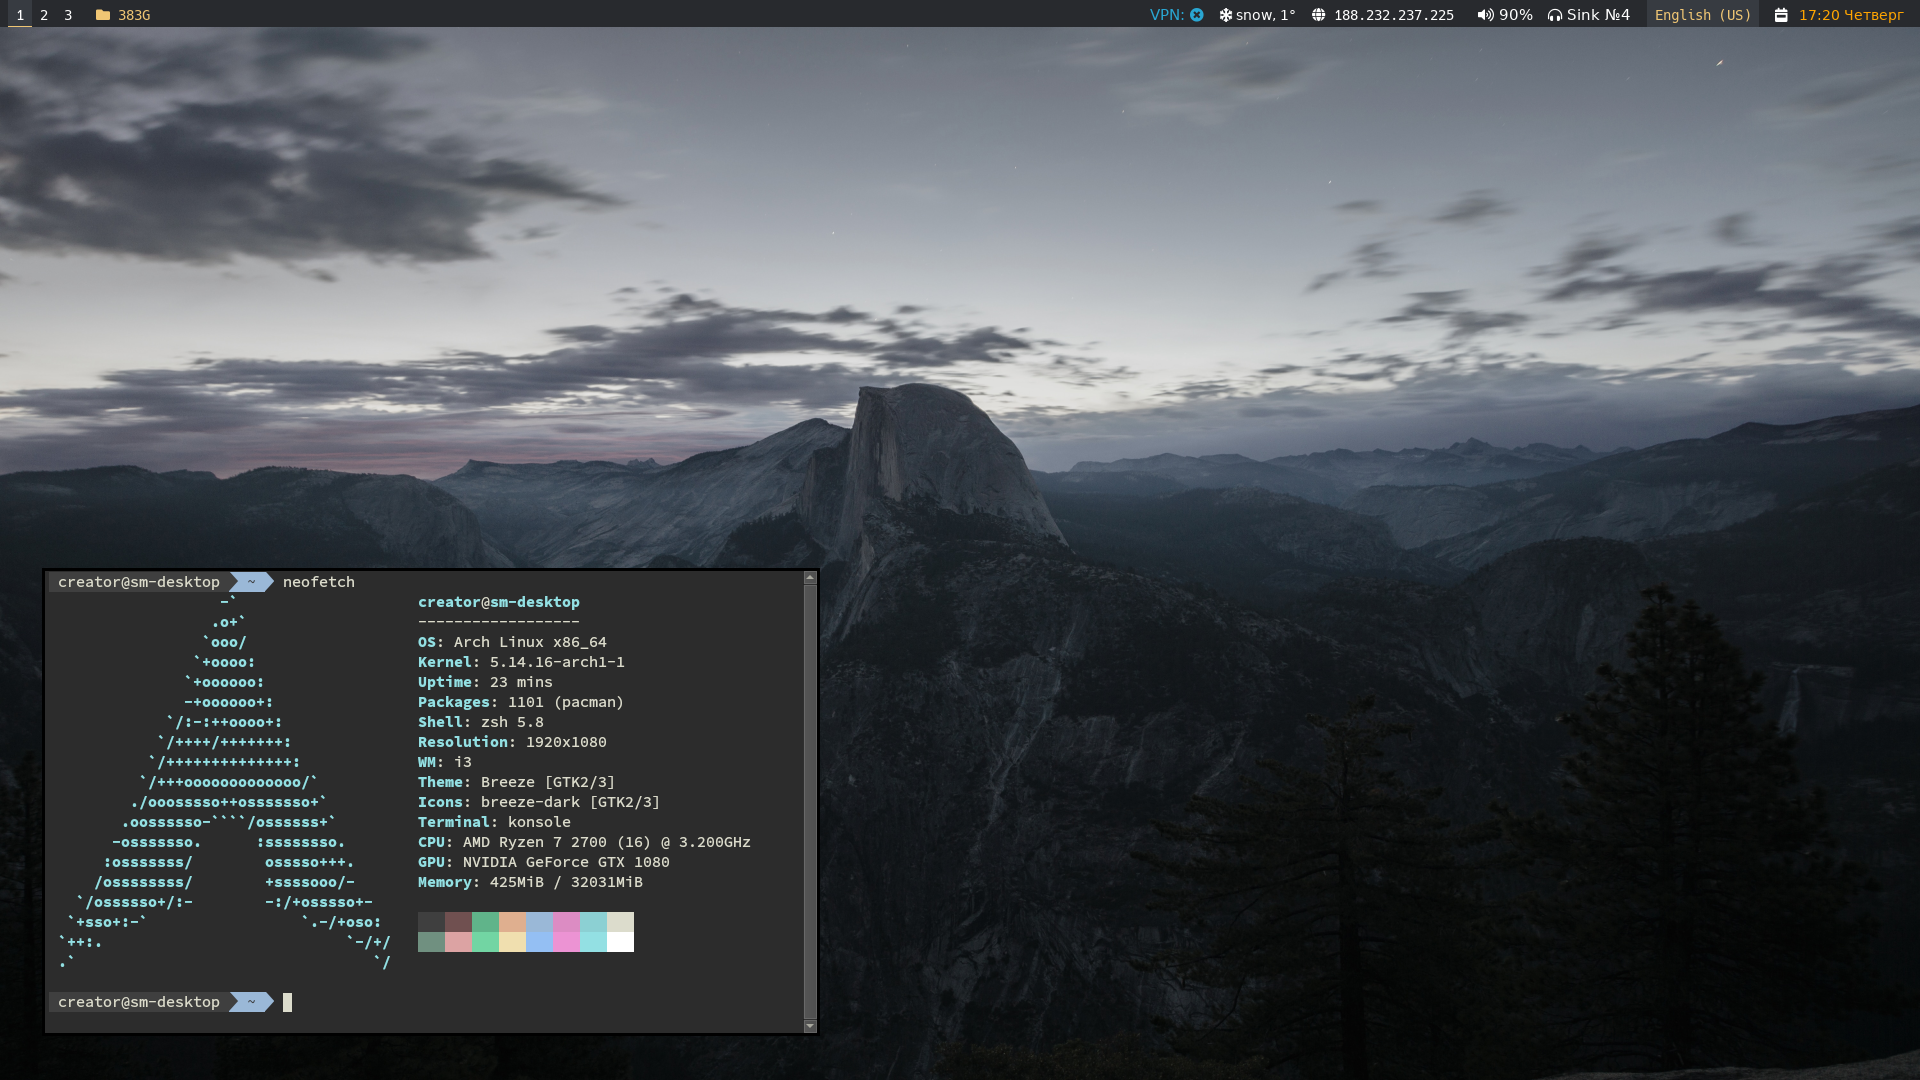 1 2 3 383G VPN: snow, 1° 188.232.237.225 90% Sink №4 English (US) 17:20 Четверг
creator@sm-desktop ~ neofetch
-` creator@sm-desktop
.o+` ------------------
`ooo/ OS: Arch Linux x86_64
`+oooo: Kernel: 5.14.16-arch1-1
`+oooooo: Uptime: 23 mins
-+oooooo+: Packages: 1101 (pacman)
`/:-:++oooo+: Shell: zsh 5.8
`/++++/+++++++: Resolution: 1920x1080
`/++++++++++++++: WM: i3
`/+++ooooooooooooo/` Theme: Breeze [GTK2/3]
./ooosssso++osssssso+` Icons: breeze-dark [GTK2/3]
.oossssso-````/ossssss+` Terminal: konsole
-osssssso. :ssssssso. CPU: AMD Ryzen 7 2700 (16) @ 3.200GHz
:osssssss/ osssso+++. GPU: NVIDIA GeForce GTX 1080
/ossssssss/ +ssssooo/- Memory: 425MiB / 32031MiB
`/ossssso+/:- -:/+osssso+-
`+sso+:-` `.-/+oso:
`++:. `-/+/
.` `/
creator@sm-desktop ~